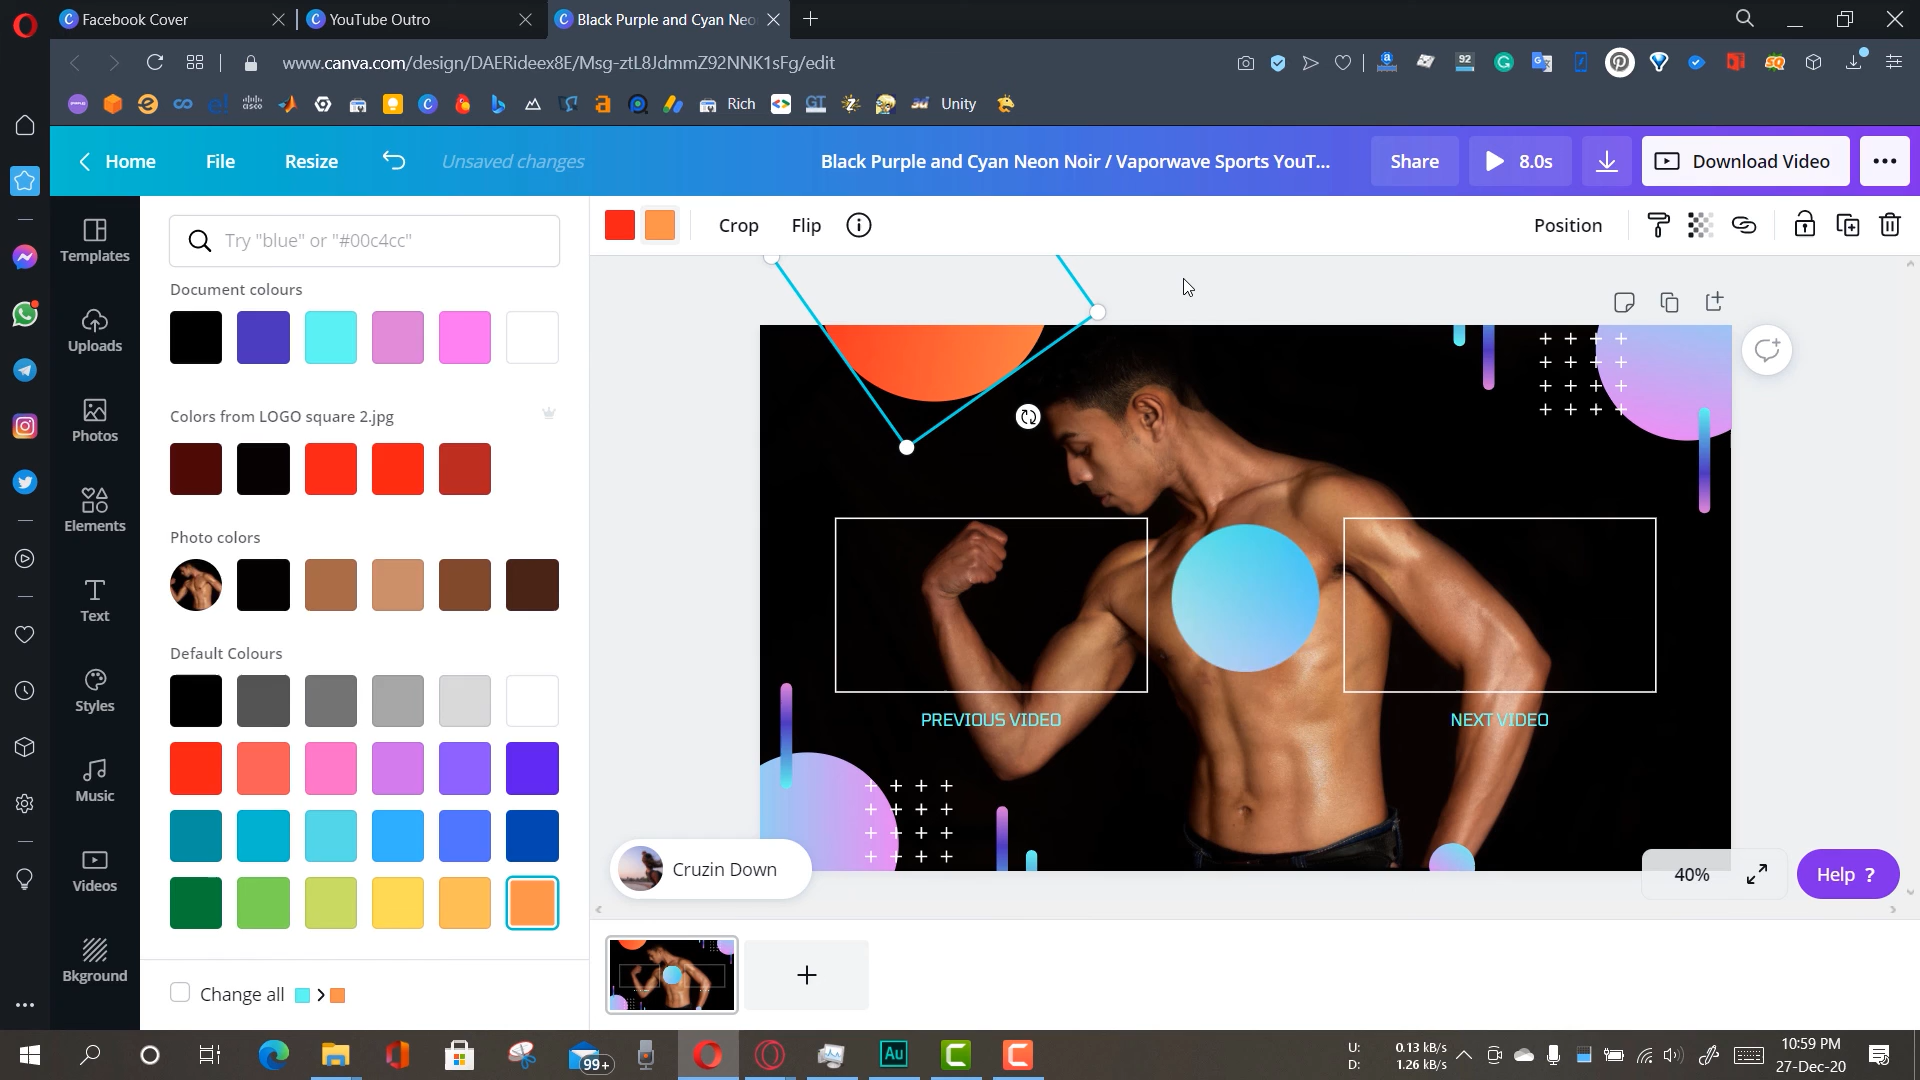 Facebook Cover
YouTube Outro
Black Purple and Cyan Neo
www.canva.com/design/DAERideex8E/Msg-ztL8JdmmZ92NNK1sFg/edit
92
cisco
Rich
GT
Unity
Home
File
Resize
Unsaved changes
Black Purple and Cyan Neon Noir / Vaporwave Sports YouT...
Share
8.0s
Download Video
Templates
Uploads
Photos
Elements
Text
Styles
Music
Videos
Bkground
Try "blue" or "#00c4cc"
Document colours
Colors from LOGO square 2.jpg
Photo colors
Default Colours
Change all
Crop
Flip
Position
PREVIOUS VIDEO
NEXT VIDEO
Cruzin Down
40%
Help ?
99+
Au
U:
D:
0.13 kB/s
1.26 kB/s
10:59 PM
27-Dec-20